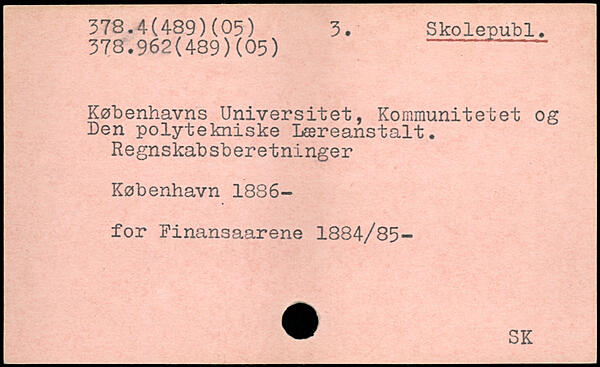 378.4(489)(05) 3. Skolepubl.
378.962(489)(05)
Københavns Universitet, Kommunitetet og
Den polytekniske Læreanstalt.
Regnskabsberetninger
København 1886-
for Finansaarene 1884/85-
SK